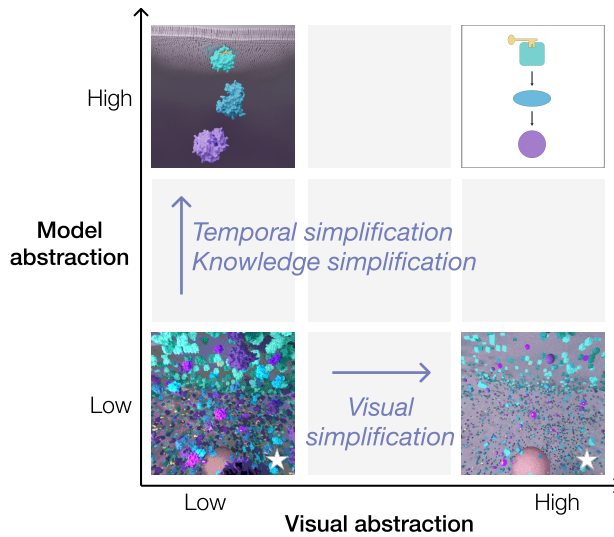 High
Model
abstraction
Temporal simplification
Knowledge simplification
Low
Visual
simplification
Low
High
Visual abstraction